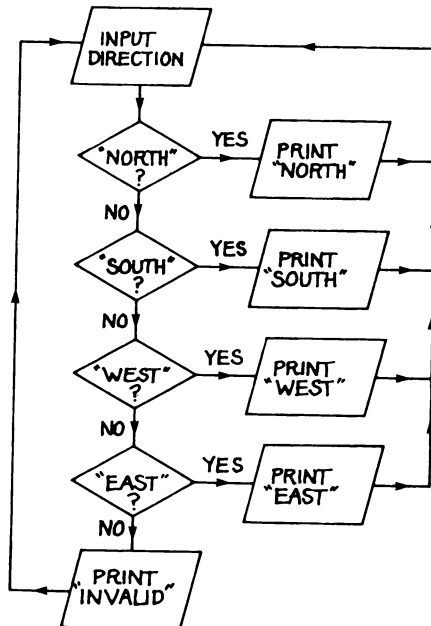 INPUT
DIRECTION
"NORTH"
?
YES
PRINT
"NORTH"
NO
"SOUTH"
?
YES
PRINT
"SOUTH"
NO
"WEST"
?
YES
PRINT
"WEST"
NO
"EAST"
?
YES
PRINT
"EAST"
NO
PRINT
"INVALID"